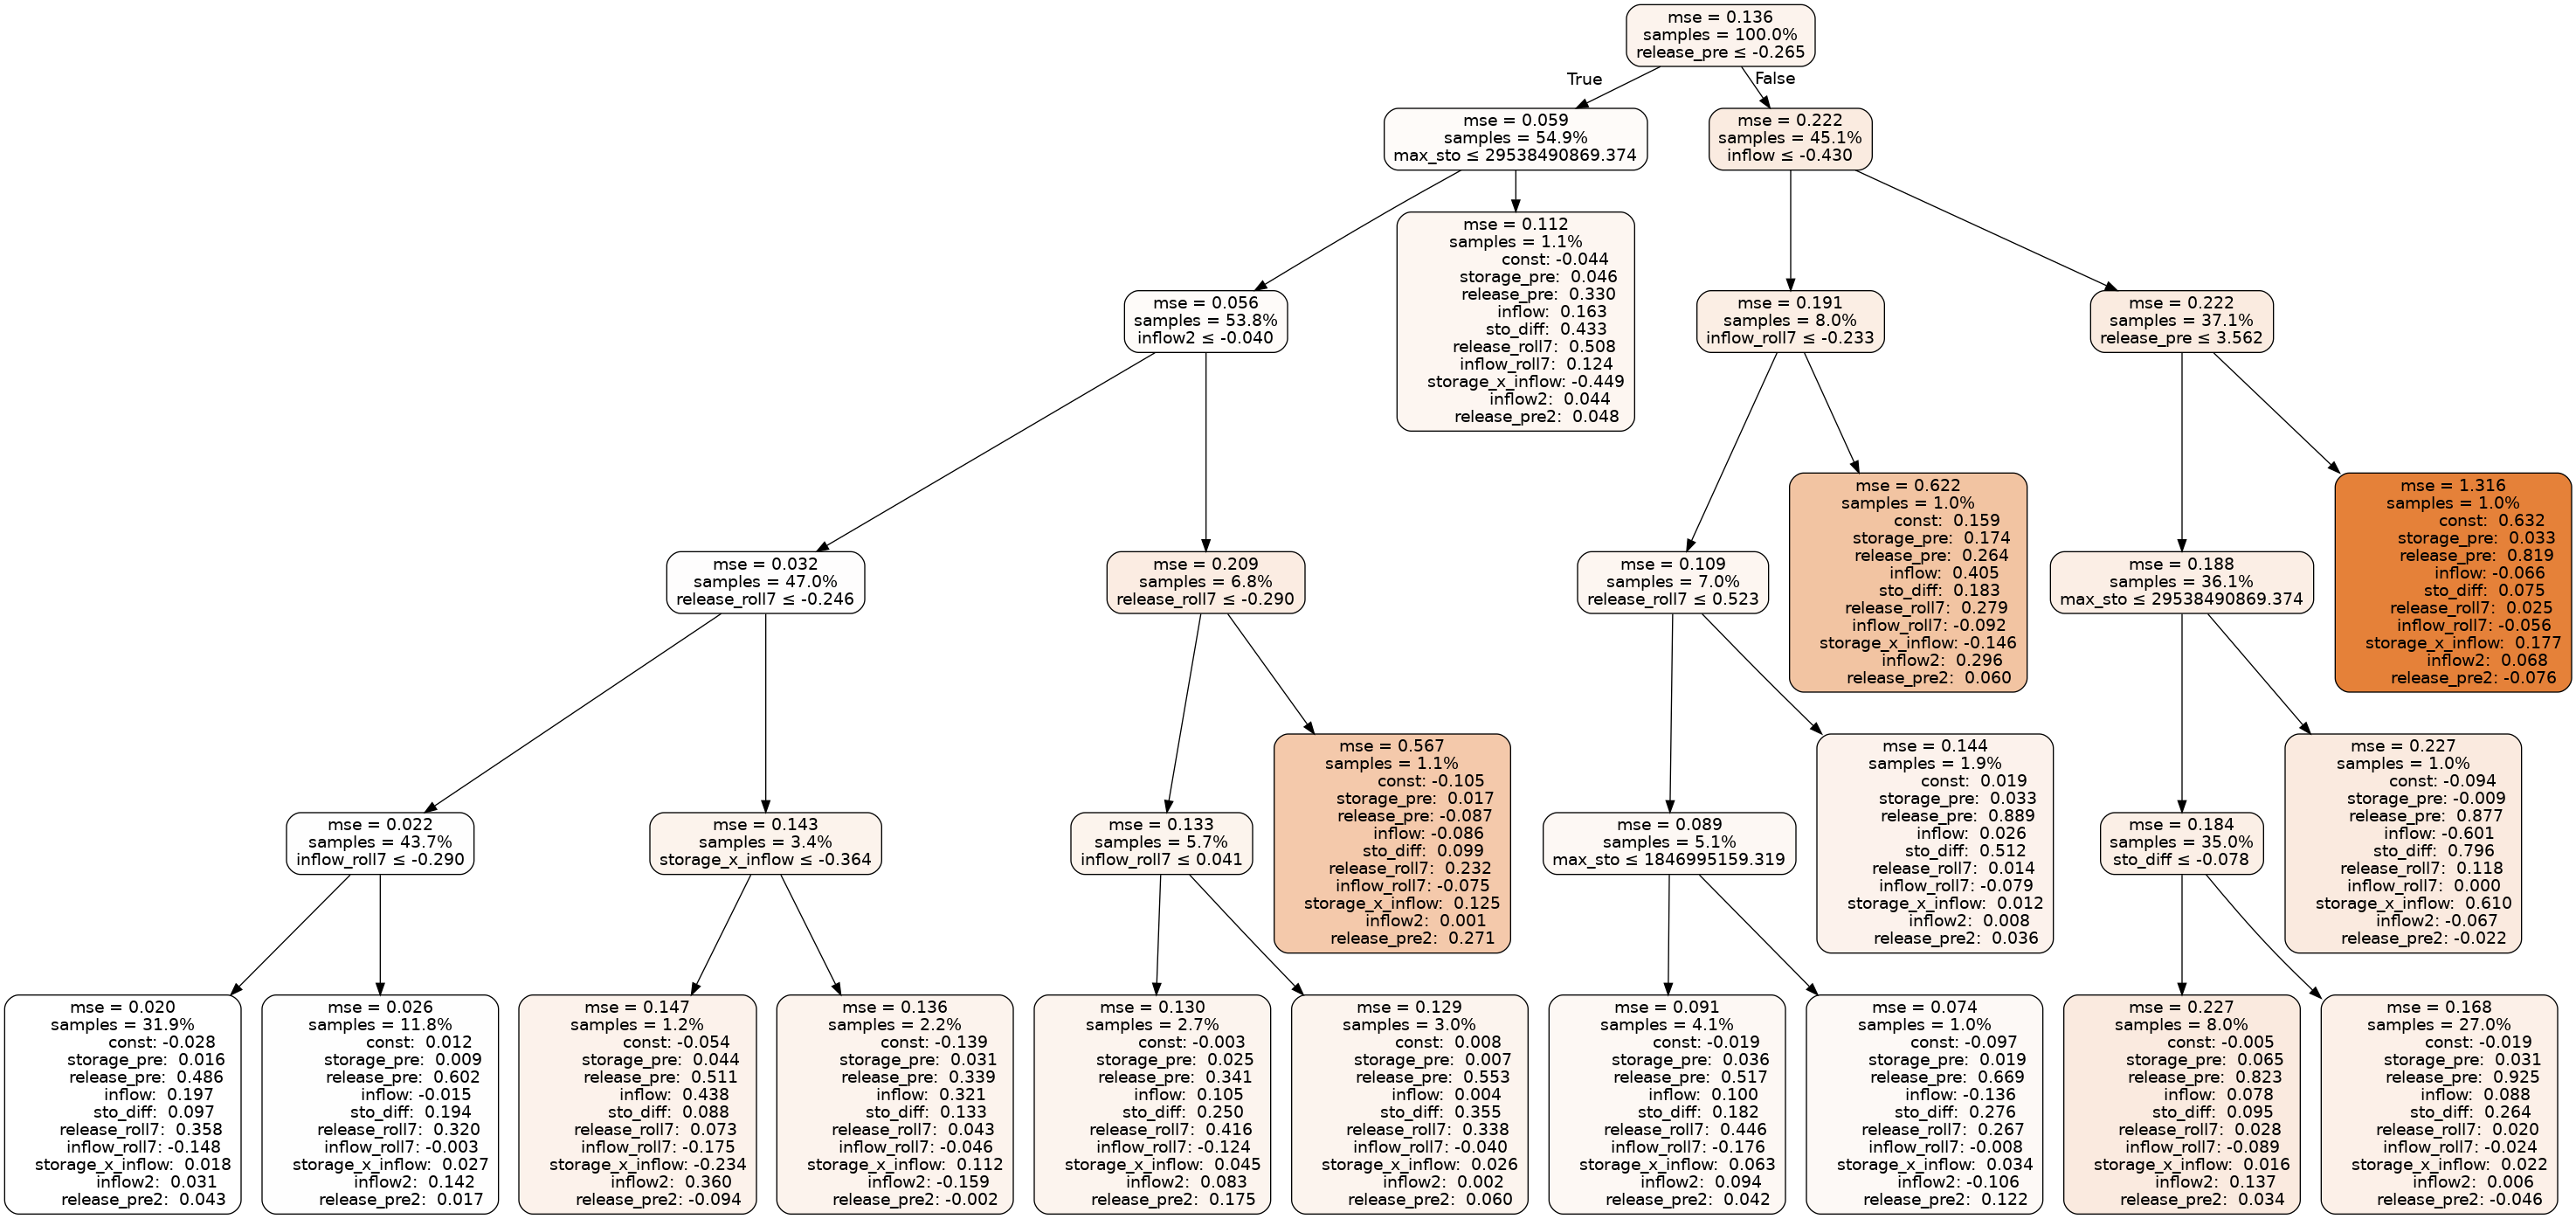 mse = 0.136
samples = 100.0%
release_pre ≤ -0.265
True
False
mse = 0.059
samples = 54.9%
max_sto ≤ 29538490869.374
mse = 0.222
samples = 45.1%
inflow ≤ -0.430
mse = 0.112
samples = 1.1%
const: -0.044
storage_pre: 0.046
release_pre: 0.330
inflow: 0.163
sto_diff: 0.433
release_roll7: 0.508
inflow_roll7: 0.124
storage_x_inflow: -0.449
inflow2: 0.044
release_pre2: 0.048
mse = 0.056
samples = 53.8%
inflow2 ≤ -0.040
mse = 0.191
samples = 8.0%
inflow_roll7 ≤ -0.233
mse = 0.222
samples = 37.1%
release_pre ≤ 3.562
mse = 0.622
samples = 1.0%
const: 0.159
storage_pre: 0.174
release_pre: 0.264
inflow: 0.405
sto_diff: 0.183
release_roll7: 0.279
inflow_roll7: -0.092
storage_x_inflow: -0.146
inflow2: 0.296
release_pre2: 0.060
mse = 1.316
samples = 1.0%
const: 0.632
storage_pre: 0.033
release_pre: 0.819
inflow: -0.066
sto_diff: 0.075
release_roll7: 0.025
inflow_roll7: -0.056
storage_x_inflow: 0.177
inflow2: 0.068
release_pre2: -0.076
mse = 0.032
samples = 47.0%
release_roll7 ≤ -0.246
mse = 0.209
samples = 6.8%
release_roll7 ≤ -0.290
mse = 0.109
samples = 7.0%
release_roll7 ≤ 0.523
mse = 0.188
samples = 36.1%
max_sto ≤ 29538490869.374
mse = 0.567
samples = 1.1%
const: -0.105
storage_pre: 0.017
release_pre: -0.087
inflow: -0.086
sto_diff: 0.099
release_roll7: 0.232
inflow_roll7: -0.075
storage_x_inflow: 0.125
inflow2: 0.001
release_pre2: 0.271
mse = 0.144
samples = 1.9%
const: 0.019
storage_pre: 0.033
release_pre: 0.889
inflow: 0.026
sto_diff: 0.512
release_roll7: 0.014
inflow_roll7: -0.079
storage_x_inflow: 0.012
inflow2: 0.008
release_pre2: 0.036
mse = 0.227
samples = 1.0%
const: -0.094
storage_pre: -0.009
release_pre: 0.877
inflow: -0.601
sto_diff: 0.796
release_roll7: 0.118
inflow_roll7: 0.000
storage_x_inflow: 0.610
inflow2: -0.067
release_pre2: -0.022
mse = 0.022
samples = 43.7%
inflow_roll7 ≤ -0.290
mse = 0.143
samples = 3.4%
storage_x_inflow ≤ -0.364
mse = 0.133
samples = 5.7%
inflow_roll7 ≤ 0.041
mse = 0.089
samples = 5.1%
max_sto ≤ 1846995159.319
mse = 0.184
samples = 35.0%
sto_diff ≤ -0.078
mse = 0.020
samples = 31.9%
const: -0.028
storage_pre: 0.016
release_pre: 0.486
inflow: 0.197
sto_diff: 0.097
release_roll7: 0.358
inflow_roll7: -0.148
storage_x_inflow: 0.018
inflow2: 0.031
release_pre2: 0.043
mse = 0.026
samples = 11.8%
const: 0.012
storage_pre: 0.009
release_pre: 0.602
inflow: -0.015
sto_diff: 0.194
release_roll7: 0.320
inflow_roll7: -0.003
storage_x_inflow: 0.027
inflow2: 0.142
release_pre2: 0.017
mse = 0.147
samples = 1.2%
const: -0.054
storage_pre: 0.044
release_pre: 0.511
inflow: 0.438
sto_diff: 0.088
release_roll7: 0.073
inflow_roll7: -0.175
storage_x_inflow: -0.234
inflow2: 0.360
release_pre2: -0.094
mse = 0.136
samples = 2.2%
const: -0.139
storage_pre: 0.031
release_pre: 0.339
inflow: 0.321
sto_diff: 0.133
release_roll7: 0.043
inflow_roll7: -0.046
storage_x_inflow: 0.112
inflow2: -0.159
release_pre2: -0.002
mse = 0.130
samples = 2.7%
const: -0.003
storage_pre: 0.025
release_pre: 0.341
inflow: 0.105
sto_diff: 0.250
release_roll7: 0.416
inflow_roll7: -0.124
storage_x_inflow: 0.045
inflow2: 0.083
release_pre2: 0.175
mse = 0.129
samples = 3.0%
const: 0.008
storage_pre: 0.007
release_pre: 0.553
inflow: 0.004
sto_diff: 0.355
release_roll7: 0.338
inflow_roll7: -0.040
storage_x_inflow: 0.026
inflow2: 0.002
release_pre2: 0.060
mse = 0.091
samples = 4.1%
const: -0.019
storage_pre: 0.036
release_pre: 0.517
inflow: 0.100
sto_diff: 0.182
release_roll7: 0.446
inflow_roll7: -0.176
storage_x_inflow: 0.063
inflow2: 0.094
release_pre2: 0.042
mse = 0.074
samples = 1.0%
const: -0.097
storage_pre: 0.019
release_pre: 0.669
inflow: -0.136
sto_diff: 0.276
release_roll7: 0.267
inflow_roll7: -0.008
storage_x_inflow: 0.034
inflow2: -0.106
release_pre2: 0.122
mse = 0.227
samples = 8.0%
const: -0.005
storage_pre: 0.065
release_pre: 0.823
inflow: 0.078
sto_diff: 0.095
release_roll7: 0.028
inflow_roll7: -0.089
storage_x_inflow: 0.016
inflow2: 0.137
release_pre2: 0.034
mse = 0.168
samples = 27.0%
const: -0.019
storage_pre: 0.031
release_pre: 0.925
inflow: 0.088
sto_diff: 0.264
release_roll7: 0.020
inflow_roll7: -0.024
storage_x_inflow: 0.022
inflow2: 0.006
release_pre2: -0.046